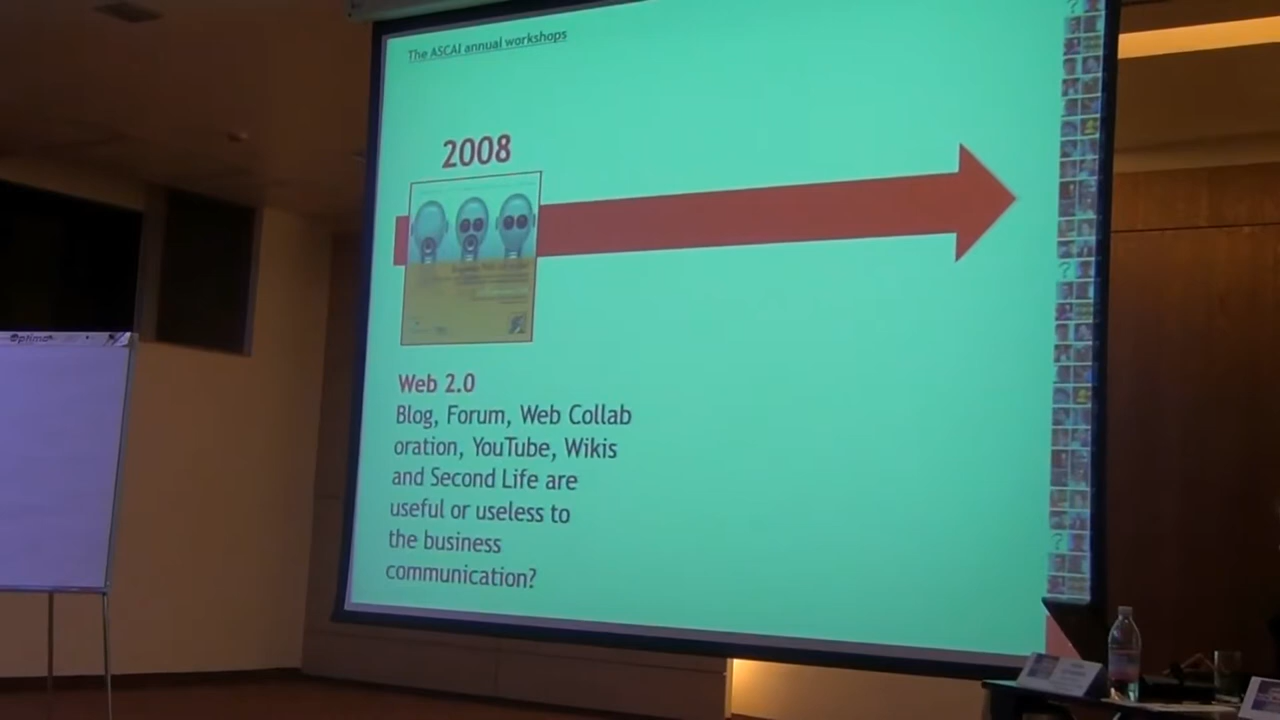 The ASCAI annual workshops
2008
Web 2.0
Blog, Forum, Web Collab
oration, YouTube, Wikis
and Second Life are
useful or useless to
the business
communication?
optima